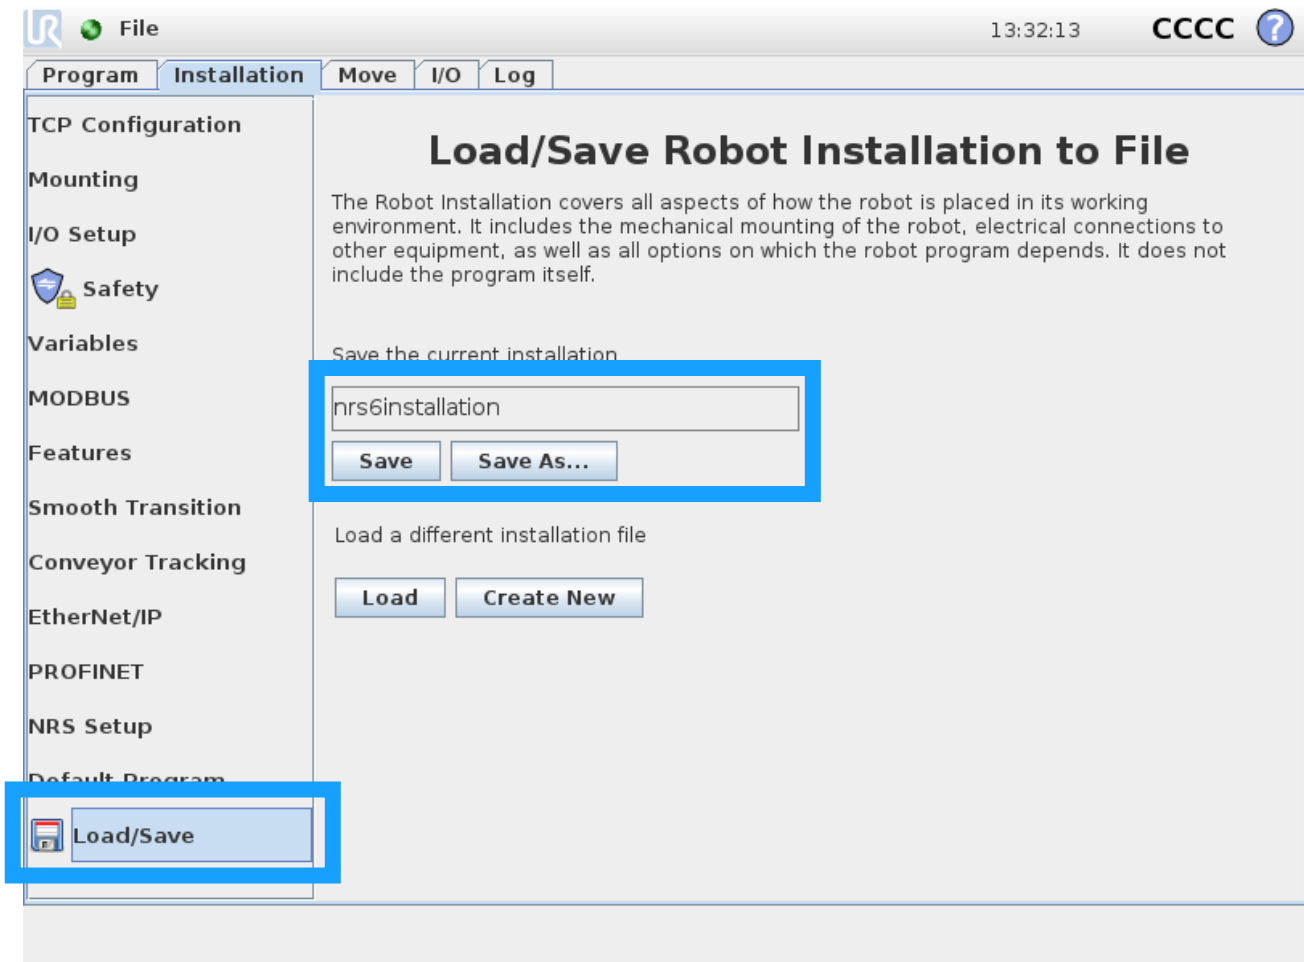 UR File 13:32:13 CCCC ?
Program Installation Move I/O Log
TCP Configuration
Mounting
I/O Setup
Safety
Variables
MODBUS
Features
Smooth Transition
Conveyor Tracking
EtherNet/IP
PROFINET
NRS Setup
Default Program
Load/Save
Load/Save Robot Installation to File
The Robot Installation covers all aspects of how the robot is placed in its working
environment. It includes the mechanical mounting of the robot, electrical connections to
other equipment, as well as all options on which the robot program depends. It does not
include the program itself.
Save the current installation
nrs6installation
Save Save As...
Load a different installation file
Load Create New